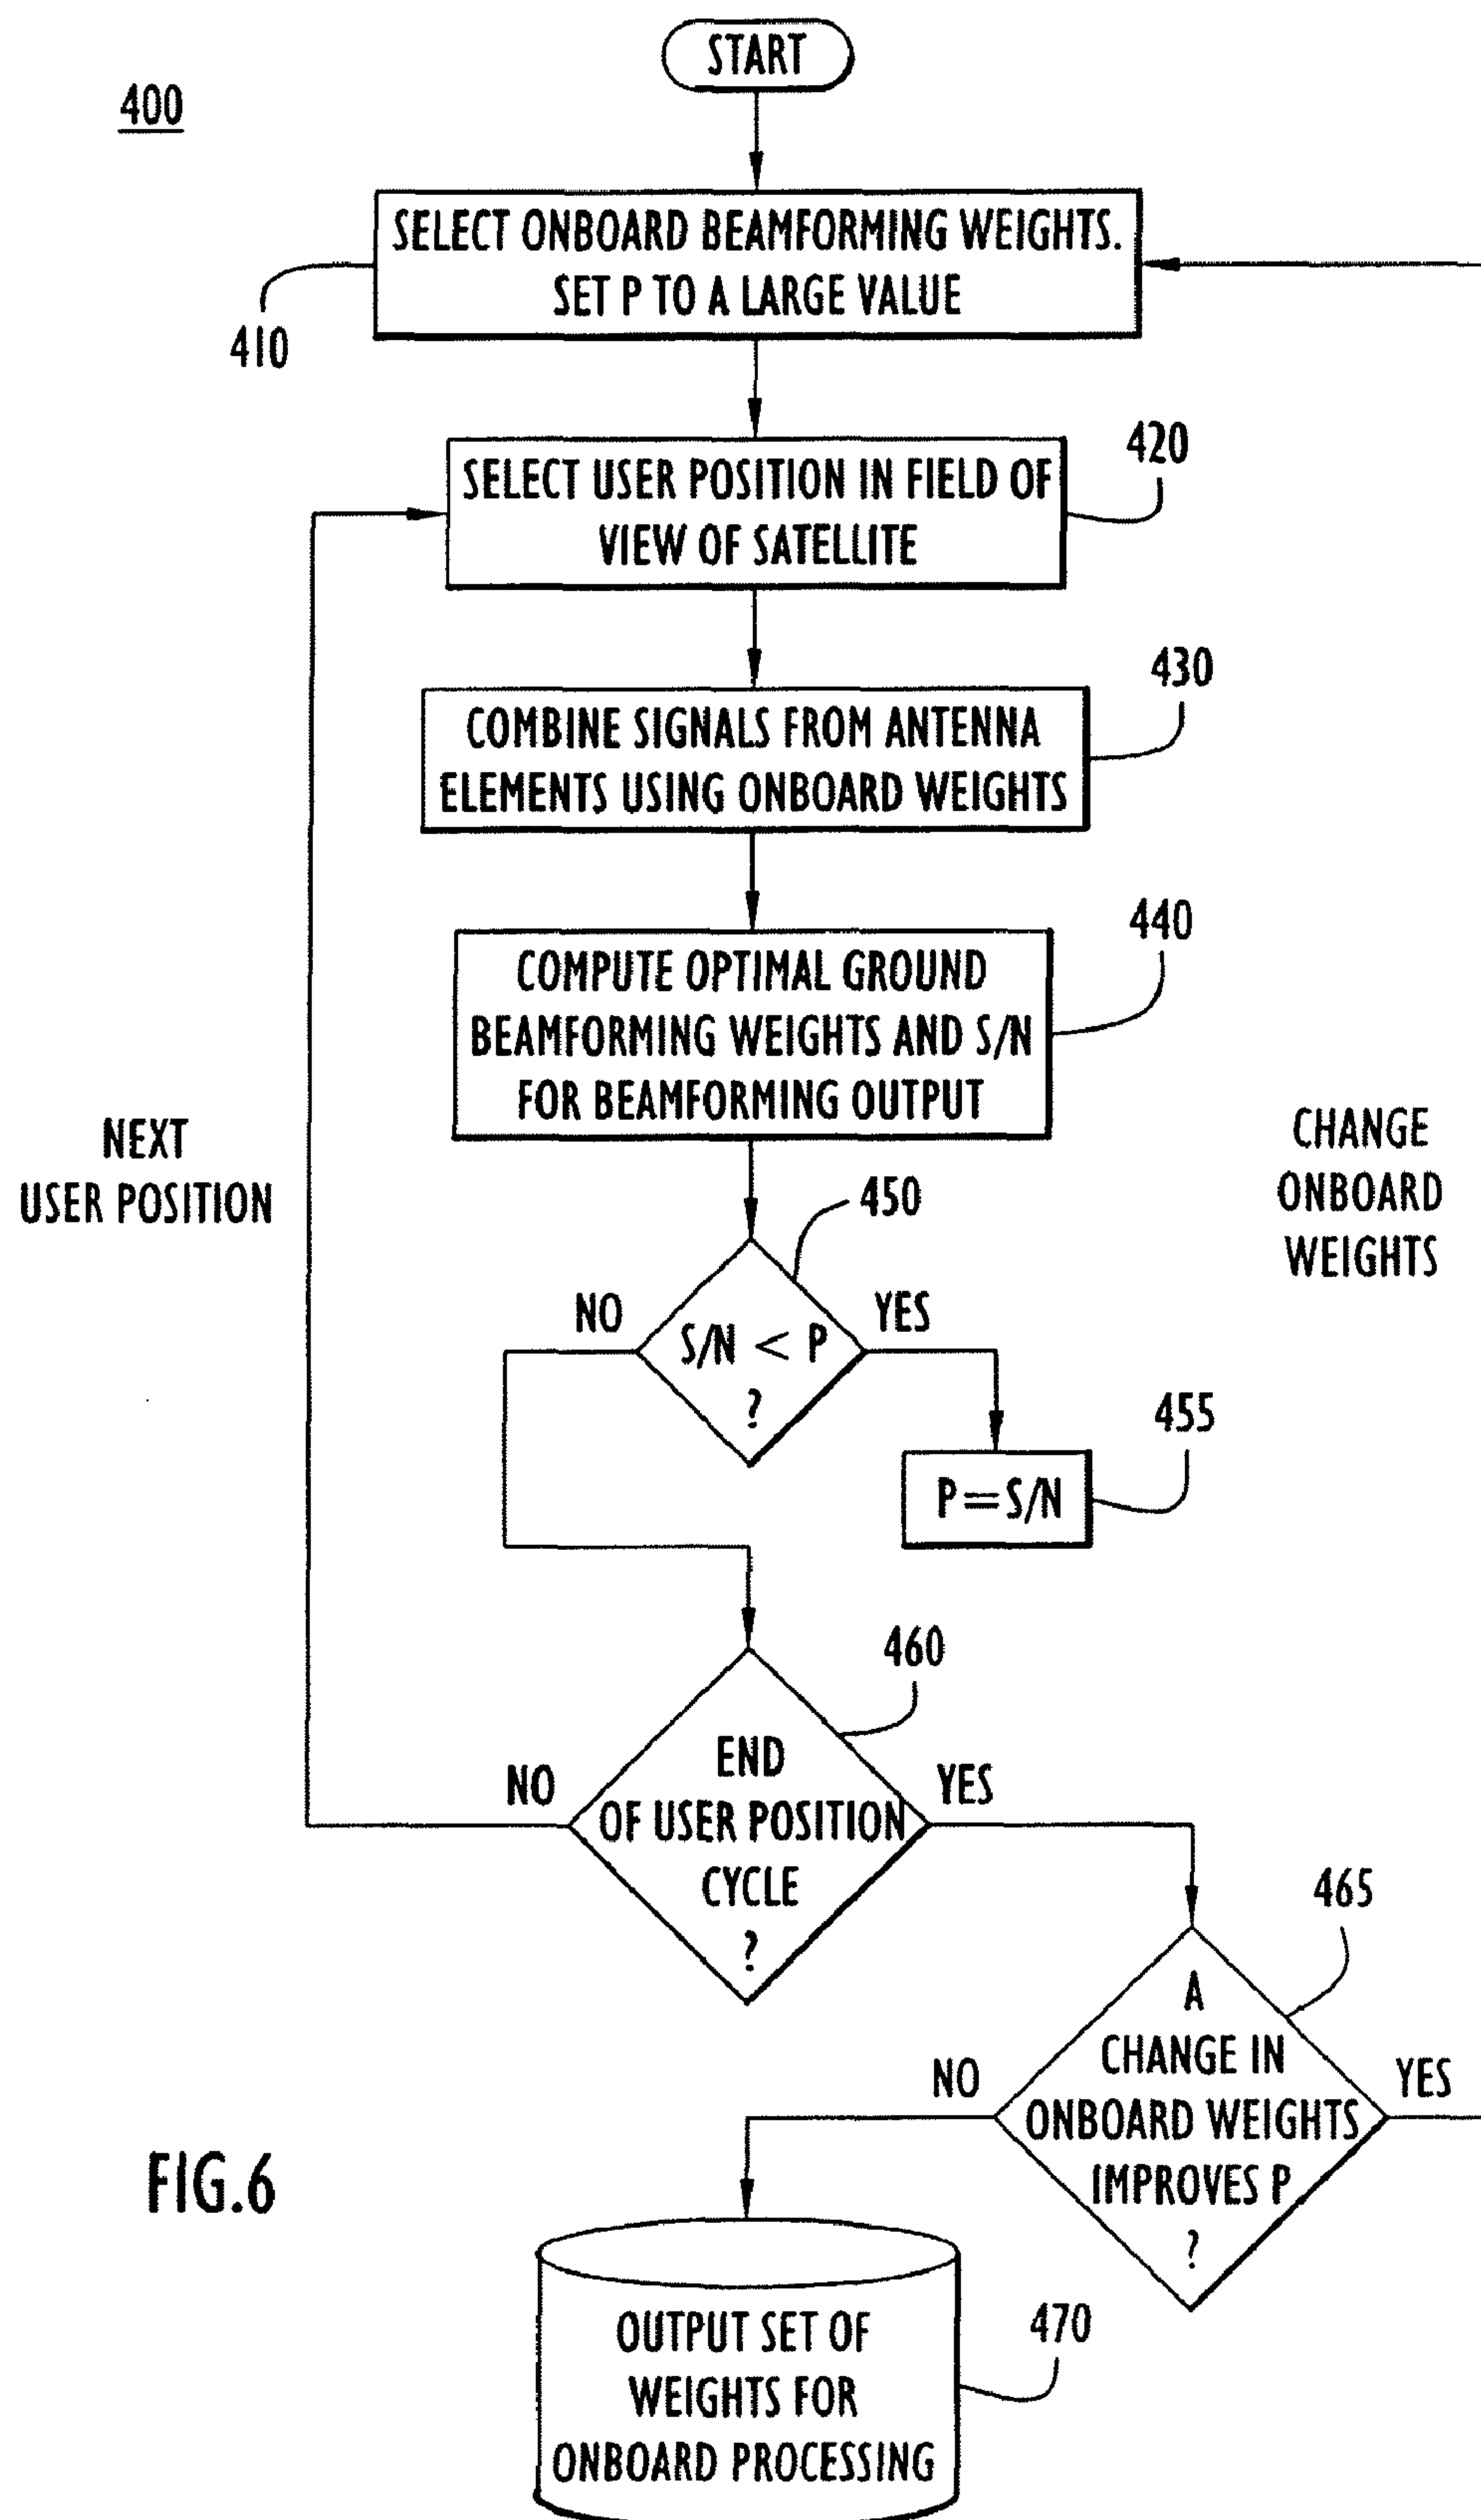 START
400
SELECT ONBOARD BEAMFORMING WEIGHTS.
SET P TO A LARGE VALUE
410
420
SELECT USER POSITION IN FIELD OF
VIEW OF SATELLITE
430
COMBINE SIGNALS FROM ANTENNA
ELEMENTS USING ONBOARD WEIGHTS
440
COMPUTE OPTIMAL GROUND
BEAMFORMING WEIGHTS AND S/N
FOR BEAMFORMING OUTPUT
NEXT
USER POSITION
CHANGE
ONBOARD
WEIGHTS
450
NO
YES
S/N < P
?
455
P=S/N
460
NO
YES
END
OF USER POSITION
CYCLE
?
465
NO
YES
A
CHANGE IN
ONBOARD WEIGHTS
IMPROVES P
?
FIG.6
470
OUTPUT SET OF
WEIGHTS FOR
ONBOARD PROCESSING